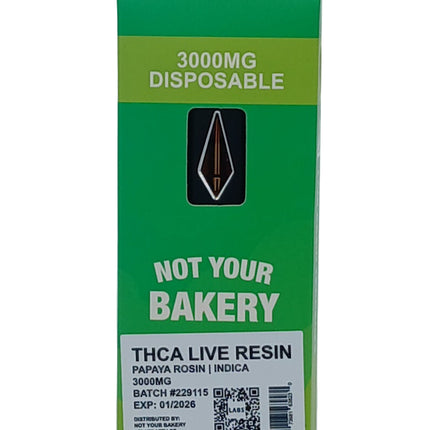 3000MG
DISPOSABLE
NOT YOUR
BAKERY
THCA LIVE RESIN
PAPAYA ROSIN | INDICA
3000MG
BATCH #229115
EXP: 01/2026
DISTRIBUTED BY:
NOT YOUR BAKERY
LABS